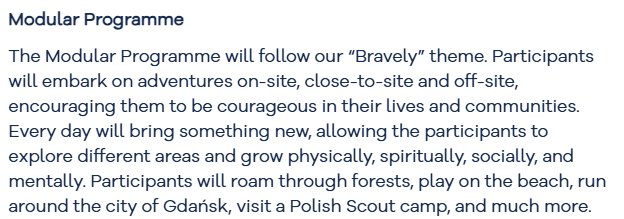 Modular Programme
The Modular Programme will follow our “Bravely” theme. Participants
will embark on adventures on-site, close-to-site and off-site,
encouraging them to be courageous in their lives and communities.
Every day will bring something new, allowing the participants to
explore different areas and grow physically, spiritually, socially, and
mentally. Participants will roam through forests, play on the beach, run
around the city of Gdańsk, visit a Polish Scout camp, and much more.